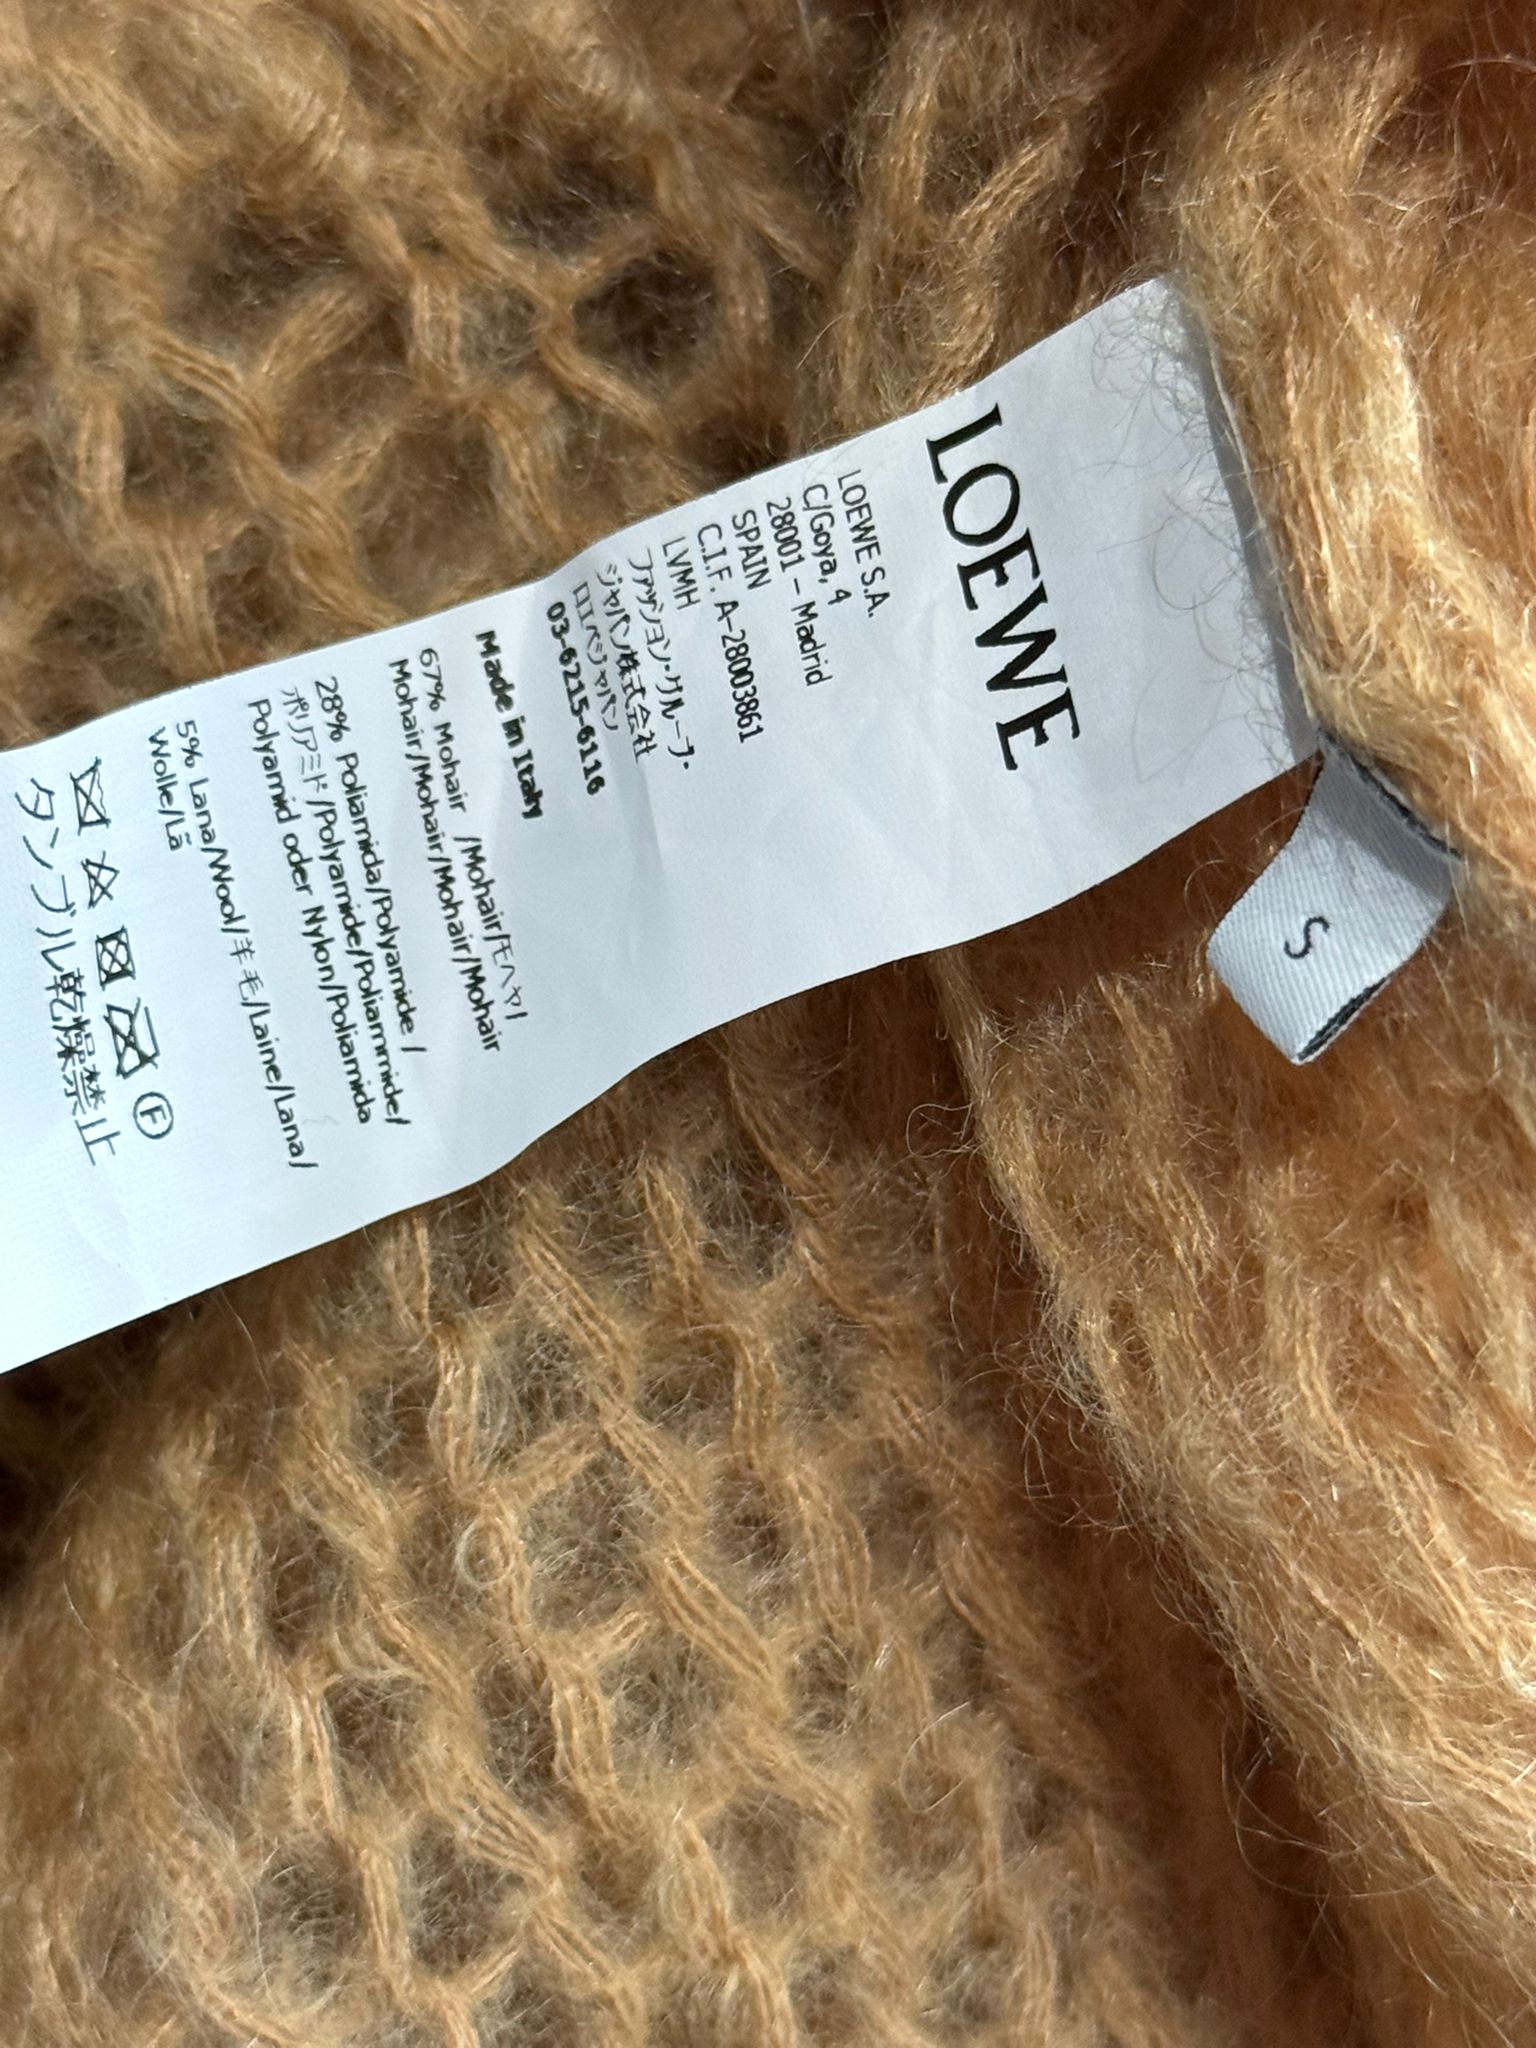 LOEWE
LOEWE S.A.
C/Goya, 4
28001 – Madrid
SPAIN
C.I.F. A-28003861
LVMH
ファッション・グループ・
ジャパン株式会社
ロエベジャパン
03-6215-6116
Made in Italy
67% Mohair /Mohair/モヘヤ/
Mohair/Mohair/Mohair/Mohair/Mohair
28% Poliamida/Polyamide /
ポリアミド/Polyamide/Poliammide/
Polyamid oder Nylon/Poliamida
5% Lana/Wool/羊毛/Laine/Lana/
Wolle/Lã
F
タンブル乾燥禁止
S